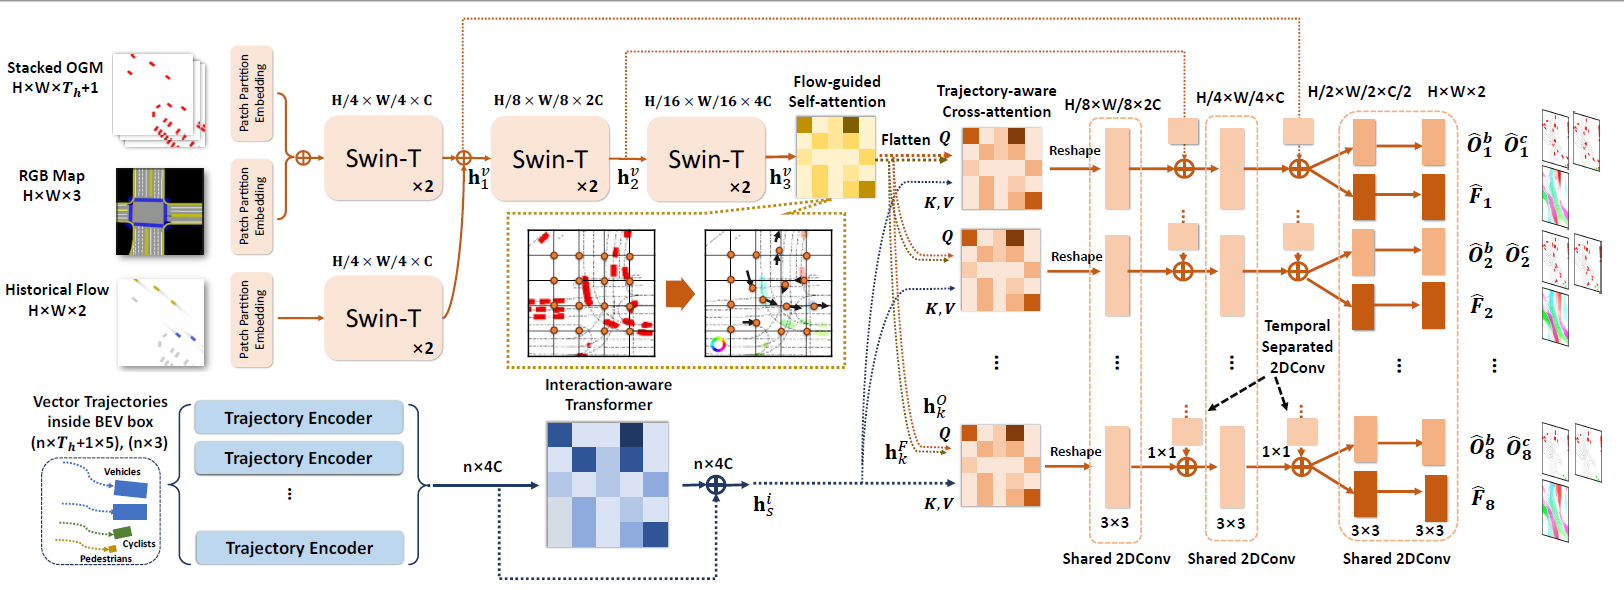 Stacked OGM
H×W×T_h+1
RGB Map
H×W×3
Historical Flow
H×W×2
Patch Partition
Embedding
Patch Partition
Embedding
Patch Partition
Embedding
H/4 × W/4 × C
Swin-T
×2
H/4 × W/4 × C
Swin-T
×2
h_1^v
H/8 × W/8 × 2C
Swin-T
×2
h_2^v
H/16 × W/16 × 4C
Swin-T
×2
h_3^v
Flow-guided
Self-attention
Flatten
Vector Trajectories
inside BEV box
(n×T_h+1×5), (n×3)
Vehicles
Cyclists
Pedestrians
Trajectory Encoder
Trajectory Encoder
⋮
Trajectory Encoder
n×4C
Interaction-aware
Transformer
n×4C
h_s^i
h_k^O
h_k^F
Trajectory-aware
Cross-attention
Q
K, V
Q
K, V
⋮
Q
K, V
Reshape
Reshape
Reshape
H/8×W/8×2C
3×3
Shared 2DConv
1×1
H/4×W/4×C
⋮
3×3
Shared 2DConv
1×1
Temporal
Separated
2DConv
H/2×W/2×C/2
H×W×2
⋮
3×3
3×3
Shared 2DConv
Ô_1^b Ô_1^c
F̂_1
Ô_2^b Ô_2^c
F̂_2
⋮
Ô_8^b Ô_8^c
F̂_8